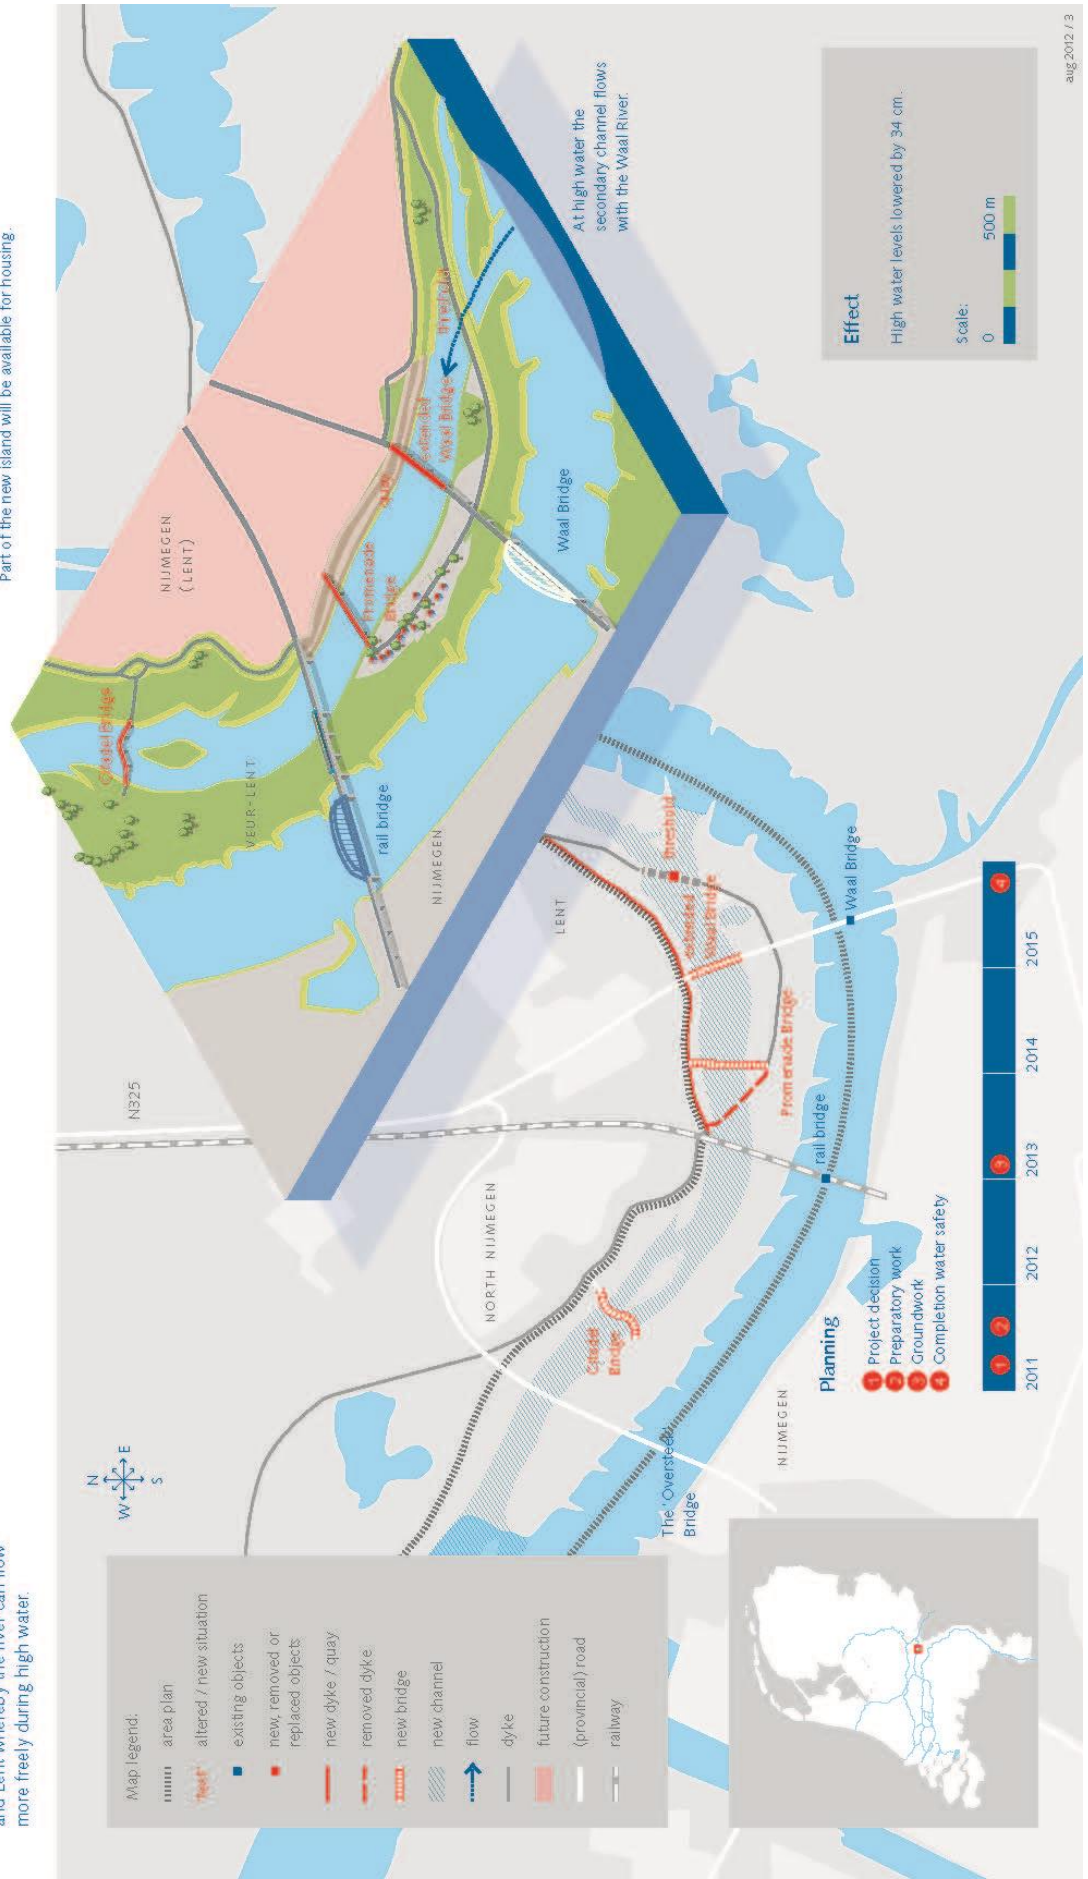 and Lent whereby the river can flow
more freely during high water.
Part of the new island will be available for housing.
Map legend:
area plan
"text"
altered / new situation
existing objects
new, removed or
replaced objects
new dyke / quay
removed dyke
new bridge
new channel
flow
dyke
future construction
(provincial) road
railway
N
W
E
S
N325
NORTH NIJMEGEN
Citadel
Bridge
The 'Oversteek'
Bridge
NIJMEGEN
rail bridge
Promenade Bridge
extended
Waal Bridge
threshold
LENT
Waal Bridge
Citadel Bridge
VEUR-LENT
NIJMEGEN
(LENT)
rail bridge
NIJMEGEN
Promenade
Bridge
quay
Extended
Waal Bridge
threshold
Waal Bridge
At high water the
secondary channel flows
with the Waal River.
Planning
1 Project decision
2 Preparatory work
3 Groundwork
4 Completion water safety
1 2 3 4
2011 2012 2013 2014 2015
Effect
High water levels lowered by 34 cm.
Scale:
0 500 m
aug 2012 / 3